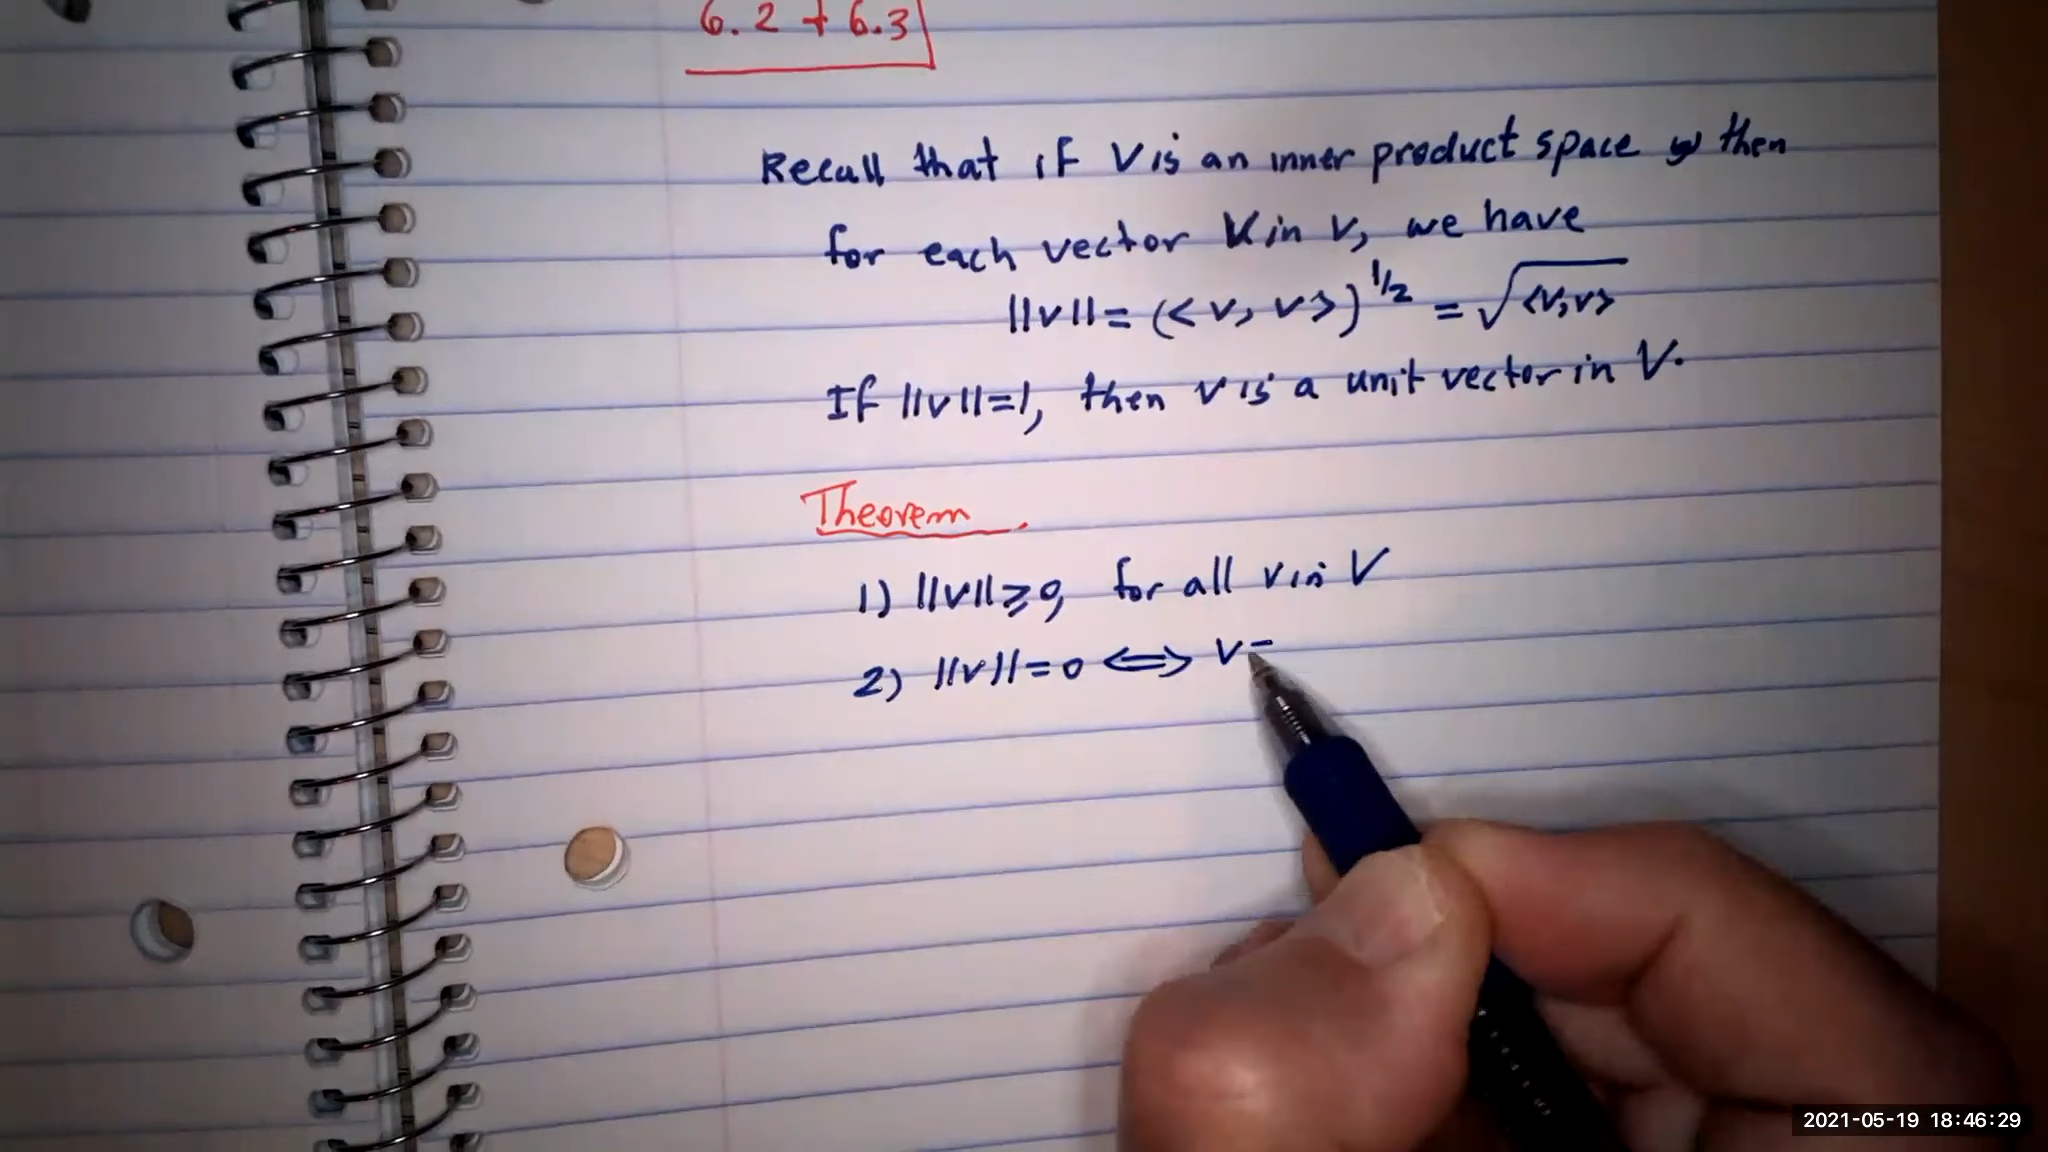 6.2 + 6.3
Recall that if V is an inner product space then
for each vector V in V, we have
||v|| = (<v, v>)^1/2 = √<v,v>
If ||v||=1, then v is a unit vector in V.
Theorem
1) ||v|| ≥ 0, for all v in V
2) ||v|| = 0 ⟺ v =
2021-05-19 18:46:29